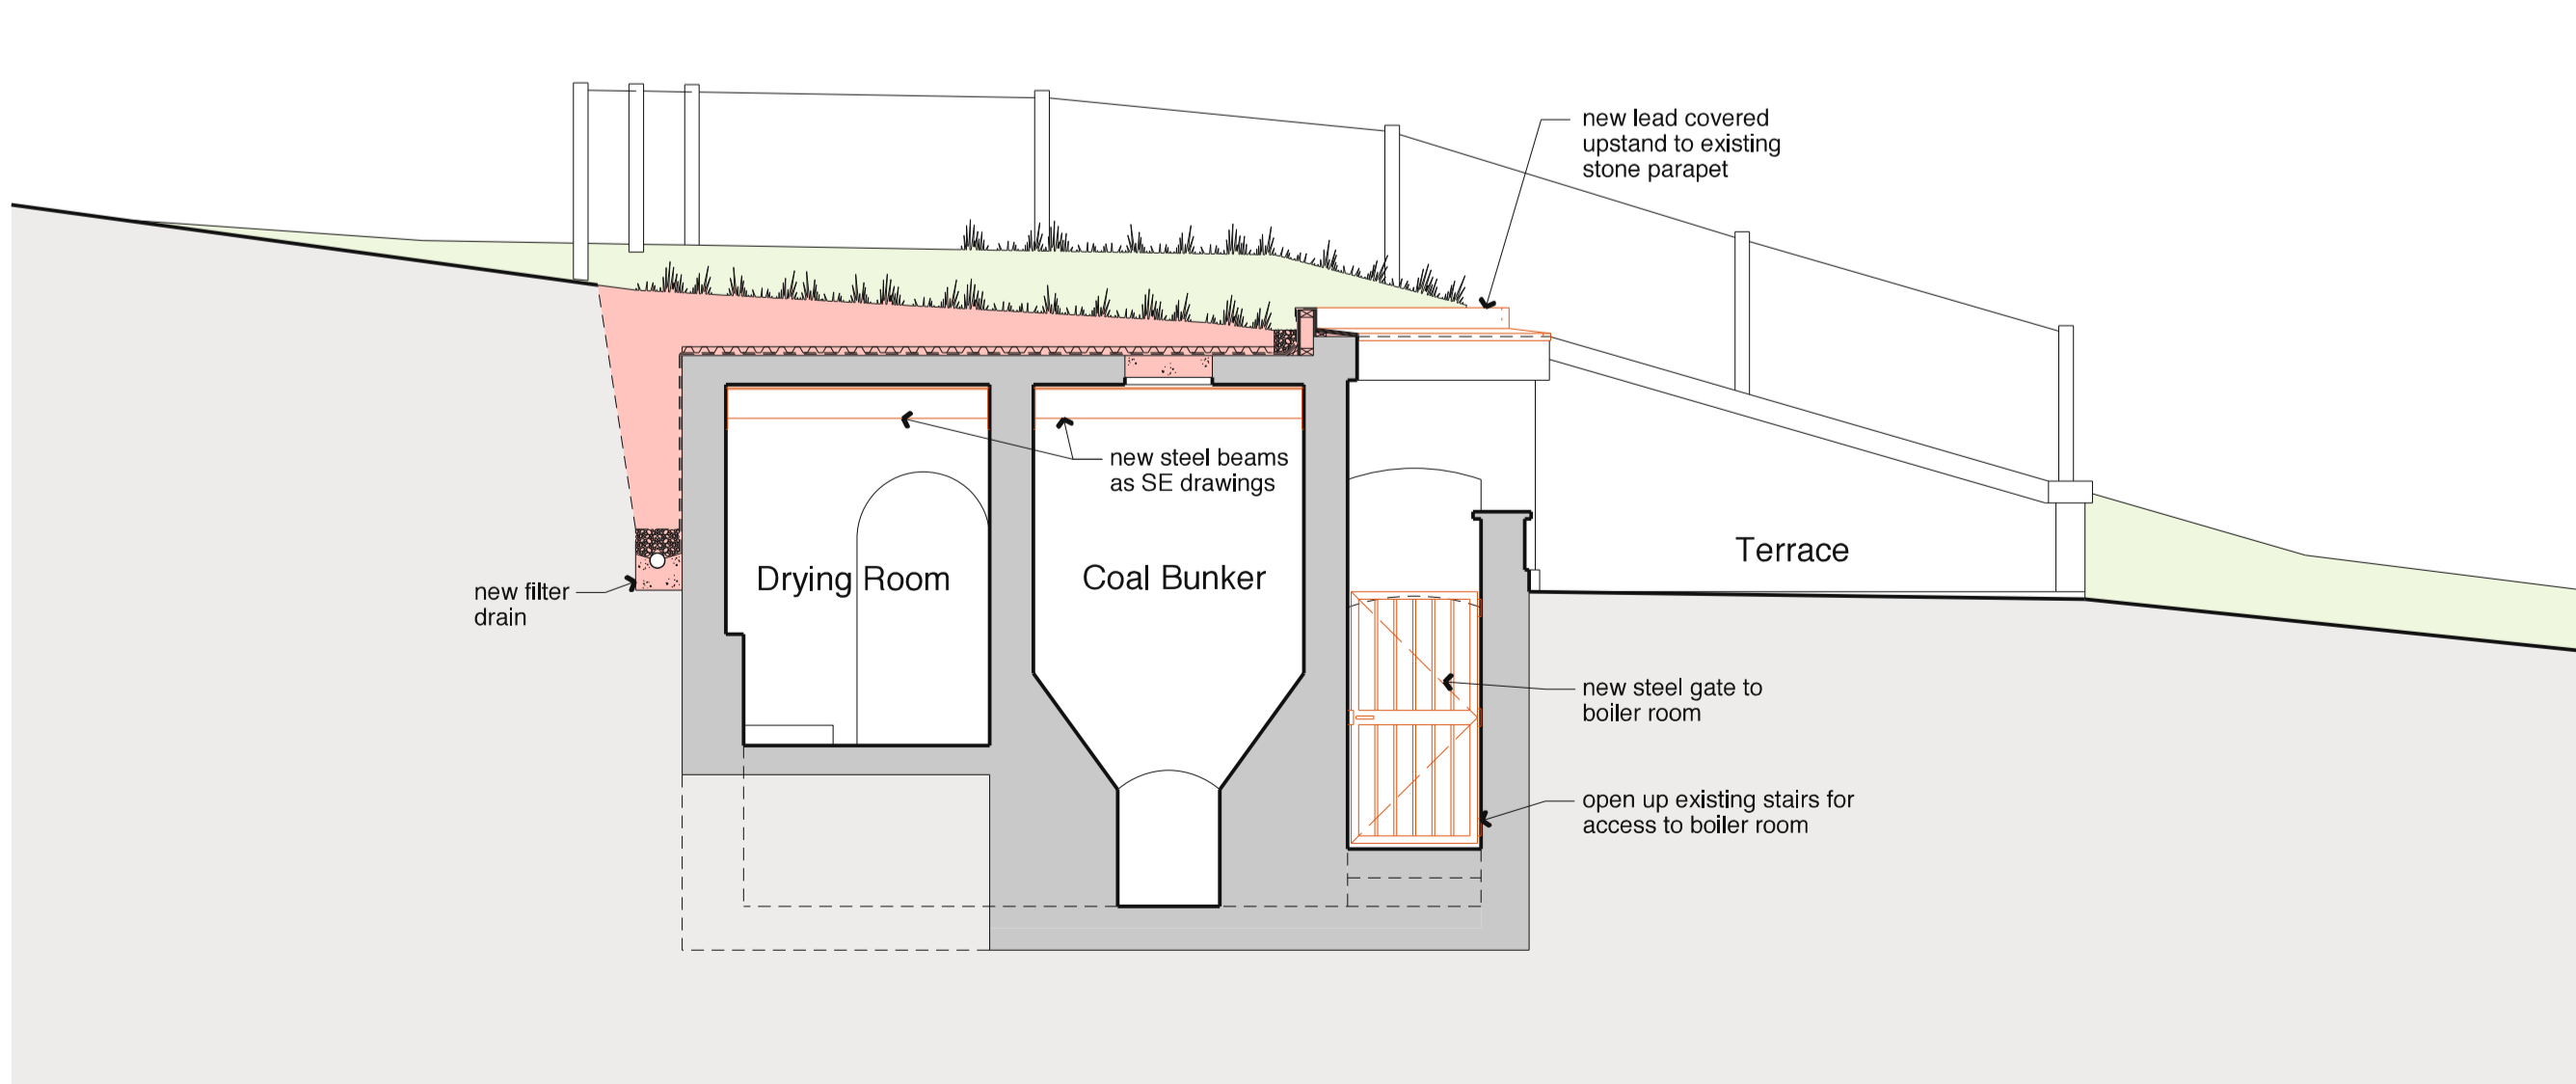 new lead covered
upstand to existing
stone parapet
new steel beams
as SE drawings
Drying Room
Coal Bunker
Terrace
new filter
drain
new steel gate to
boiler room
open up existing stairs for
access to boiler room